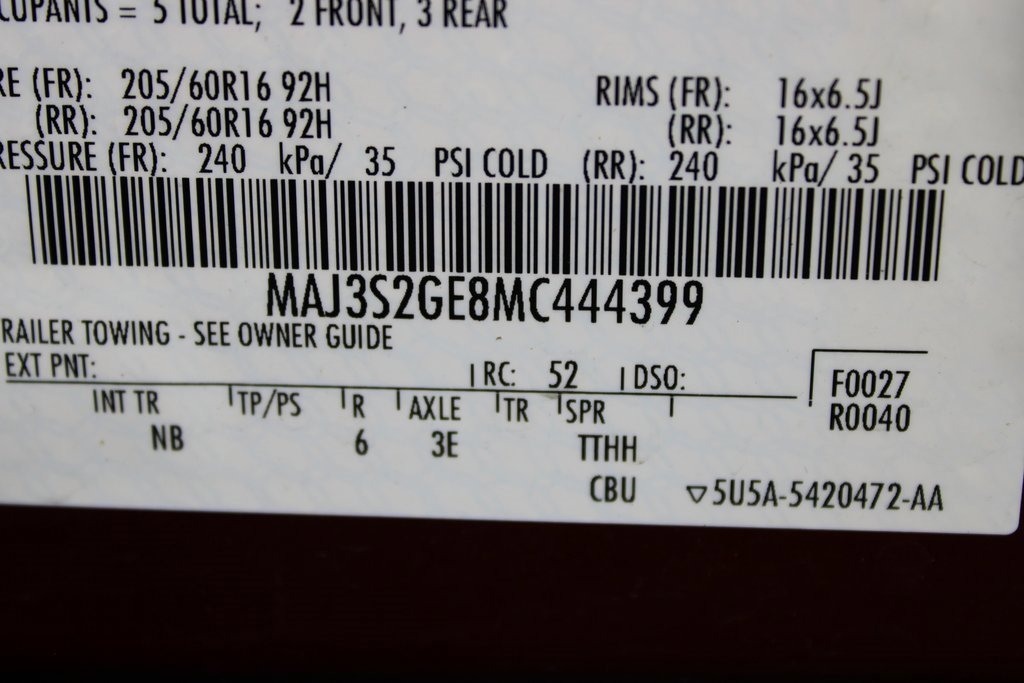 CUPANTS = 5 TOTAL; 2 FRONT, 3 REAR
RE (FR): 205/60R16 92H RIMS (FR): 16x6.5J
(RR): 205/60R16 92H (RR): 16x6.5J
RESSURE (FR): 240 kPa/ 35 PSI COLD (RR): 240 kPa/ 35 PSI COLD
MAJ3S2GE8MC444399
RAILER TOWING - SEE OWNER GUIDE
EXT PNT: RC: 52 DSO: F0027
INT TR TP/PS R AXLE TR SPR R0040
NB 6 3E TTHH
CBU ▽5U5A-5420472-AA